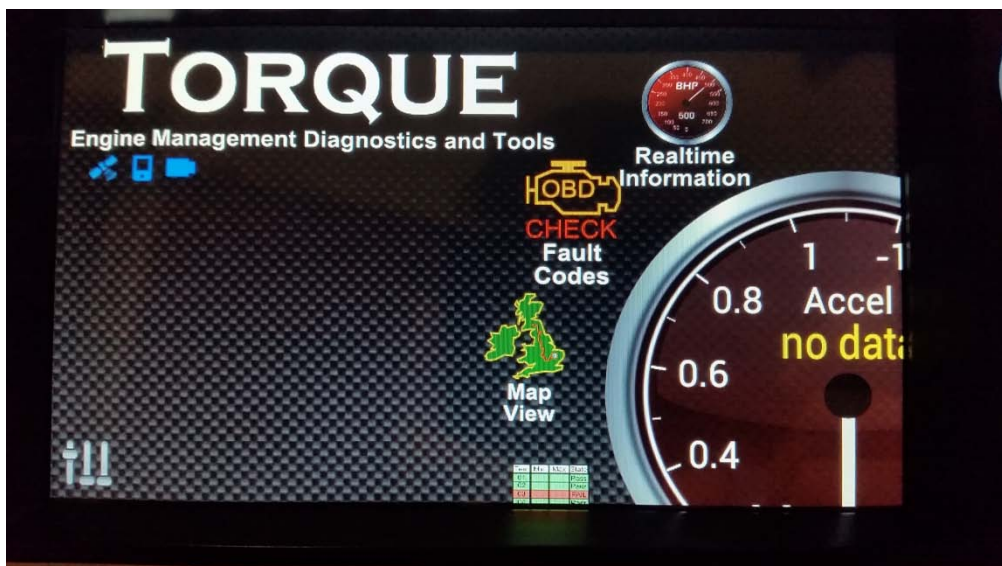 TORQUE
Engine Management Diagnostics and Tools
BHP
500
Realtime
Information
OBD
CHECK
Fault
Codes
Map
View
1
-1
0.8
Accel
no data
0.6
0.4